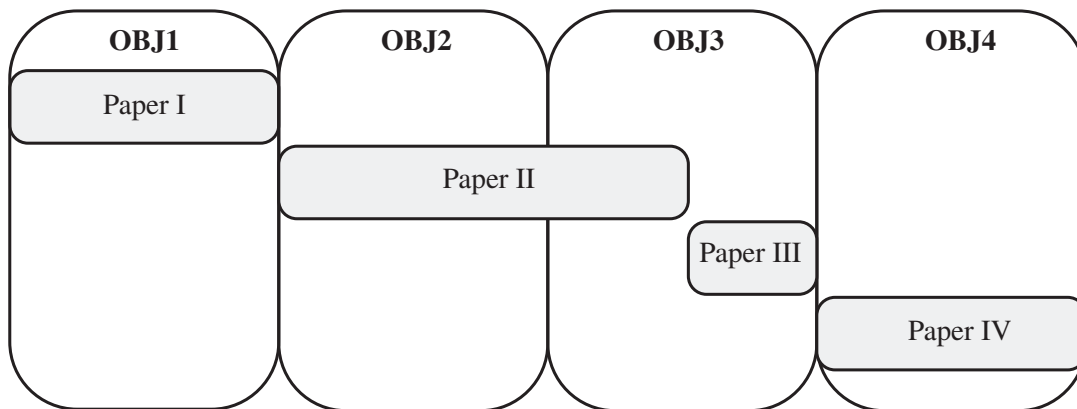 OBJ1 OBJ2 OBJ3 OBJ4
Paper I
Paper II
Paper III
Paper IV